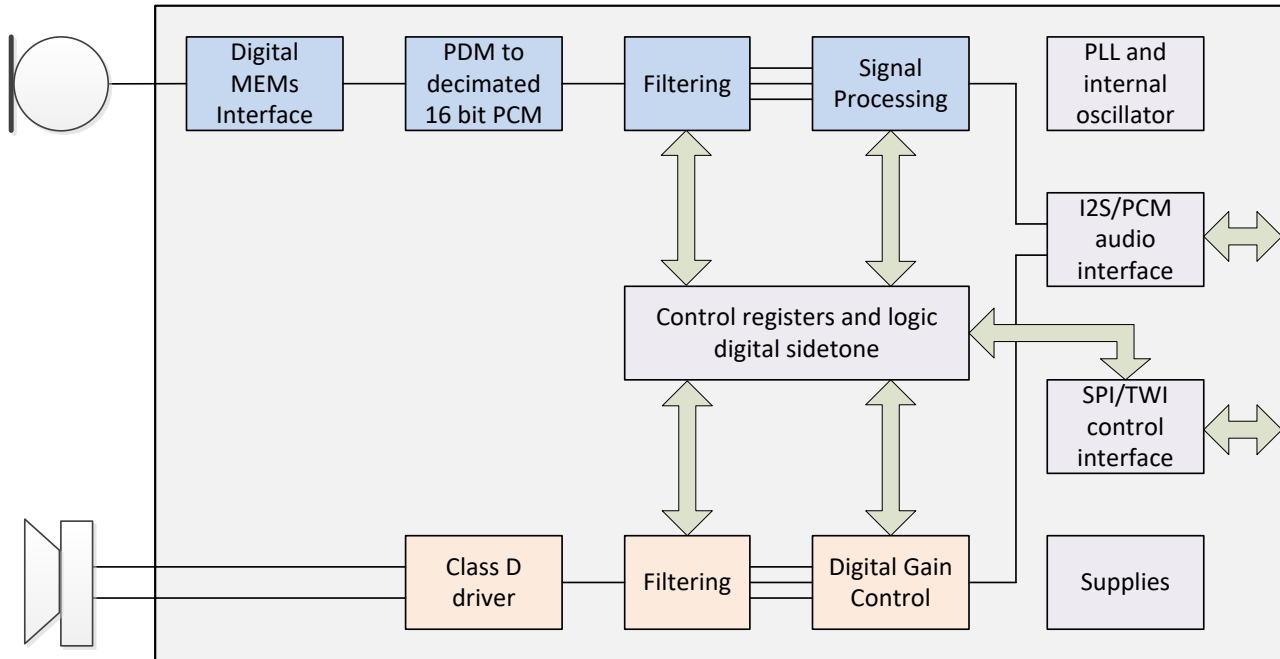 Digital
MEMs
Interface
PDM to
decimated
16 bit PCM
Filtering
Signal
Processing
PLL and
internal
oscillator
I2S/PCM
audio
interface
Control registers and logic
digital sidetone
SPI/TWI
control
interface
Class D
driver
Filtering
Digital Gain
Control
Supplies